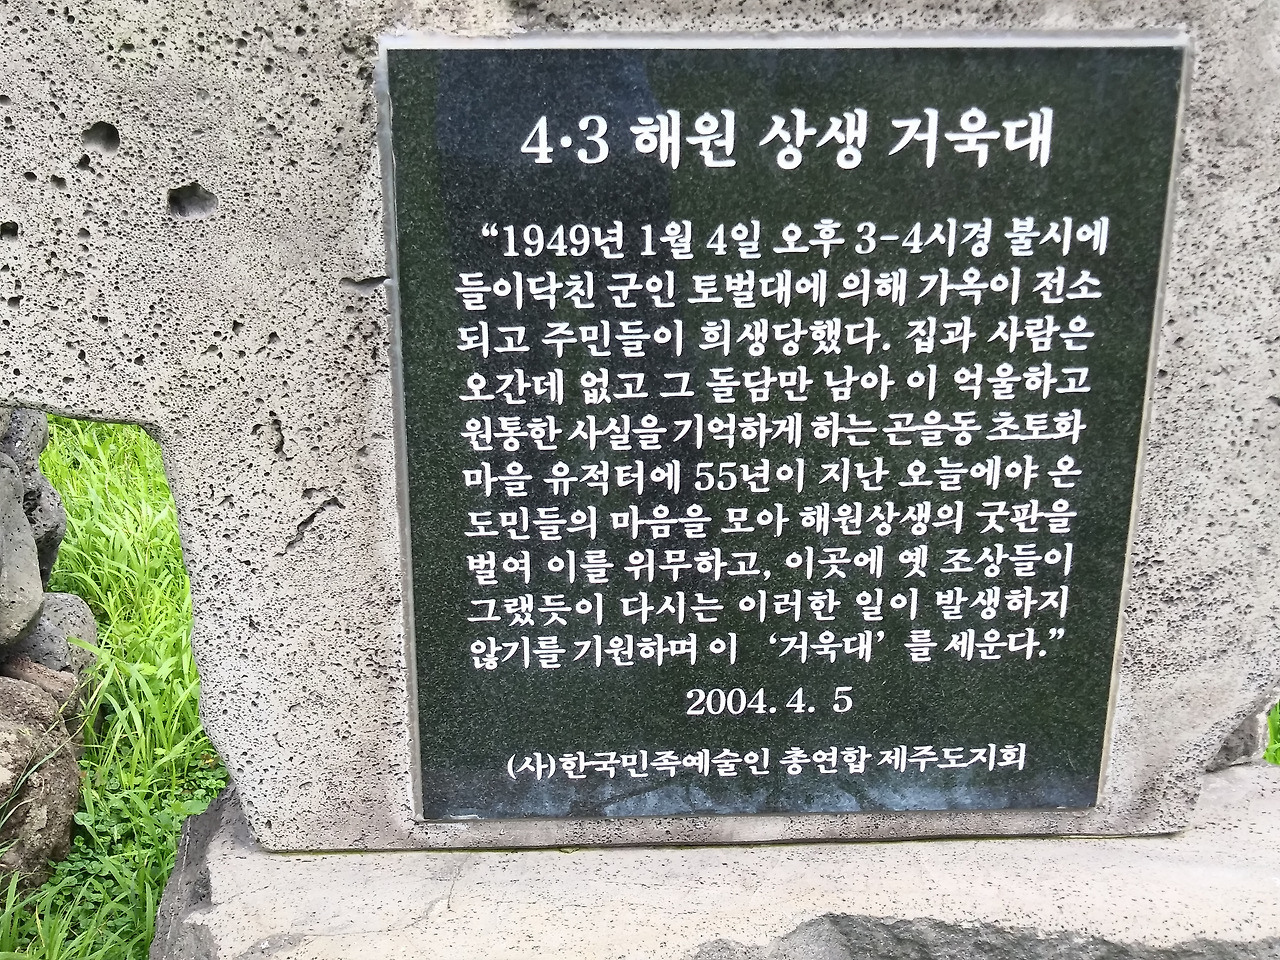 4·3 해원 상생 거욱대
“1949년 1월 4일 오후 3-4시경 불시에
들이닥친 군인 토벌대에 의해 가옥이 전소
되고 주민들이 희생당했다. 집과 사람은
오간데 없고 그 돌담만 남아 이 억울하고
원통한 사실을 기억하게 하는 곤을동 초토화
마을 유적터에 55년이 지난 오늘에야 온
도민들의 마음을 모아 해원상생의 굿판을
벌여 이를 위무하고, 이곳에 옛 조상들이
그랬듯이 다시는 이러한 일이 발생하지
않기를 기원하며 이 ‘거욱대’를 세운다.”
2004. 4. 5
(사)한국민족예술인 총연합 제주도지회